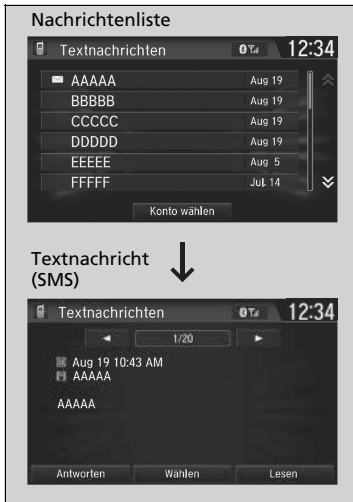 Nachrichtenliste
Textnachrichten 12:34
AAAAA Aug 19
BBBBB Aug 19
CCCCC Aug 19
DDDDD Aug 19
EEEEE Aug 5
FFFFF Jul. 14
Konto wählen
Textnachricht
(SMS)
Textnachrichten 12:34
1/20
Aug 19 10:43 AM
AAAAA
AAAAA
Antworten Wählen Lesen